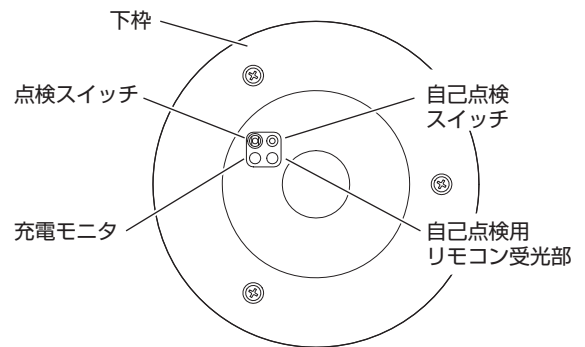 下枠
点検スイッチ
自己点検
スイッチ
充電モニタ
自己点検用
リモコン受光部